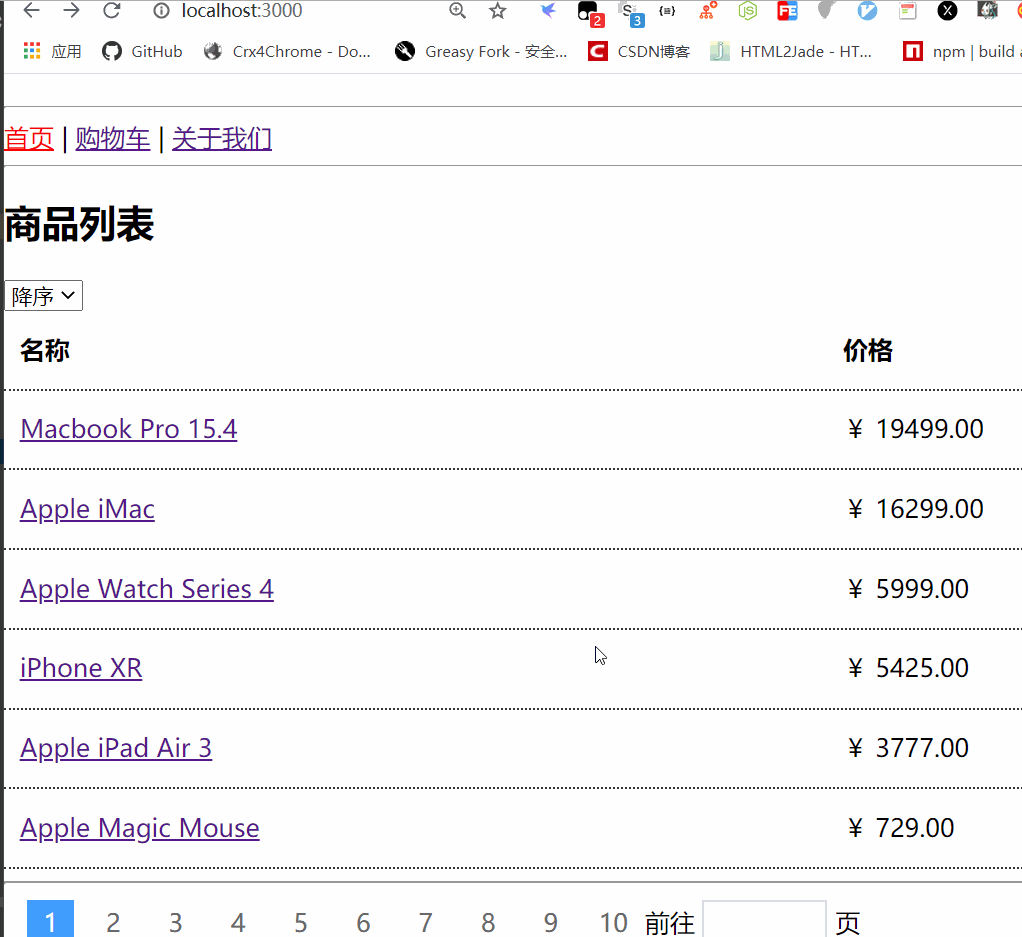 localhost:3000
2 S 3 {≡} JS FE X
应用 GitHub Crx4Chrome - Do... Greasy Fork - 安全... CSDN博客 HTML2Jade - HT... npm | build
首页 | 购物车 | 关于我们
商品列表
降序
名称 价格
Macbook Pro 15.4 ￥ 19499.00
Apple iMac ￥ 16299.00
Apple Watch Series 4 ￥ 5999.00
iPhone XR ￥ 5425.00
Apple iPad Air 3 ￥ 3777.00
Apple Magic Mouse ￥ 729.00
1 2 3 4 5 6 7 8 9 10 前往 页